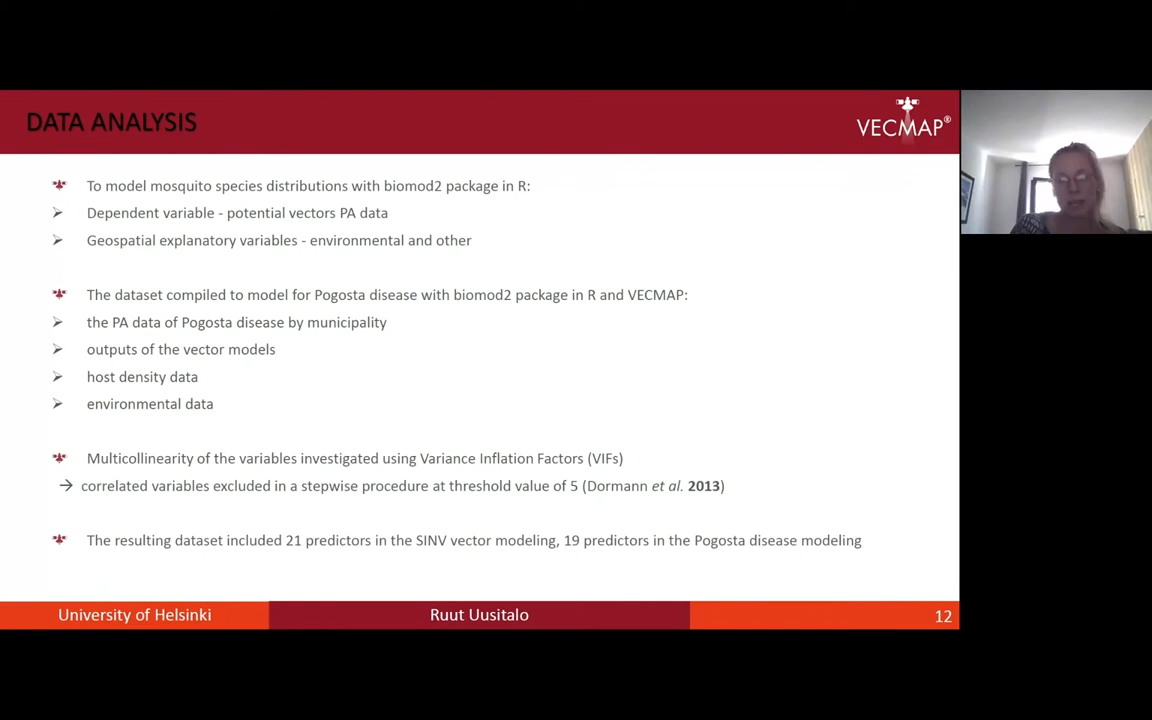 DATA ANALYSIS
VECMAP®
To model mosquito species distributions with biomod2 package in R:
Dependent variable - potential vectors PA data
Geospatial explanatory variables - environmental and other
The dataset compiled to model for Pogosta disease with biomod2 package in R and VECMAP:
the PA data of Pogosta disease by municipality
outputs of the vector models
host density data
environmental data
Multicollinearity of the variables investigated using Variance Inflation Factors (VIFs)
→ correlated variables excluded in a stepwise procedure at threshold value of 5 (Dormann et al. 2013)
The resulting dataset included 21 predictors in the SINV vector modeling, 19 predictors in the Pogosta disease modeling
University of Helsinki
Ruut Uusitalo
12